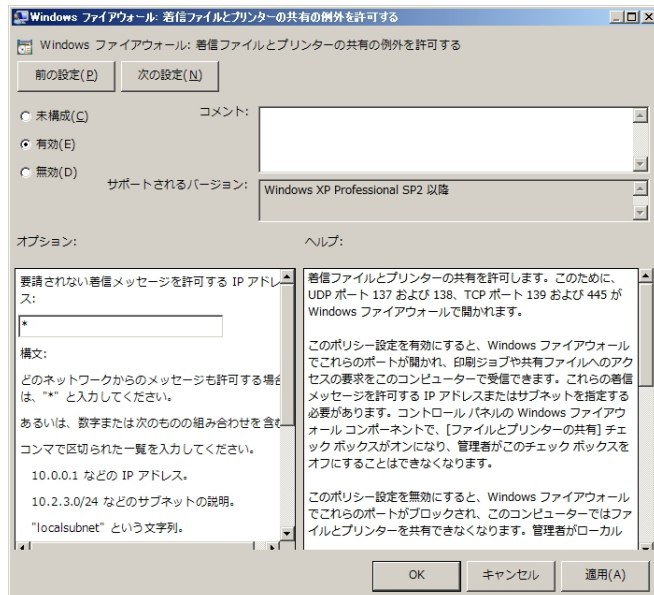 Windows ファイアウォール: 着信ファイルとプリンターの共有の例外を許可する
Windows ファイアウォール: 着信ファイルとプリンターの共有の例外を許可する
前の設定(P)
次の設定(N)
未構成(C)
有効(E)
無効(D)
コメント:
サポートされるバージョン:
Windows XP Professional SP2 以降
オプション:
要請されない着信メッセージを許可する IP アドレ
ス:
*
構文:
どのネットワークからのメッセージも許可する場合
は、"*" と入力してください。
あるいは、数字または次のものの組み合わせを含む
コンマで区切られた一覧を入力してください。
10.0.0.1 などの IP アドレス。
10.2.3.0/24 などのサブネットの説明。
"localsubnet" という文字列。
ヘルプ:
着信ファイルとプリンターの共有を許可します。このために、
UDP ポート 137 および 138、TCP ポート 139 および 445 が
Windows ファイアウォールで開かれます。
このポリシー設定を有効にすると、Windows ファイアウォール
でこれらのポートが開かれ、印刷ジョブや共有ファイルへのアク
セスの要求をこのコンピューターで受信できます。これらの着信
メッセージを許可する IP アドレスまたはサブネットを指定する
必要があります。コントロール パネルの Windows ファイアウ
ォール コンポーネントで、[ファイルとプリンターの共有] チェ
ック ボックスがオンになり、管理者がこのチェック ボックスを
オフにすることはできなくなります。
このポリシー設定を無効にすると、Windows ファイアウォール
でこれらのポートがブロックされ、このコンピューターではファ
イルとプリンターを共有できなくなります。管理者がローカル
OK
キャンセル
適用(A)